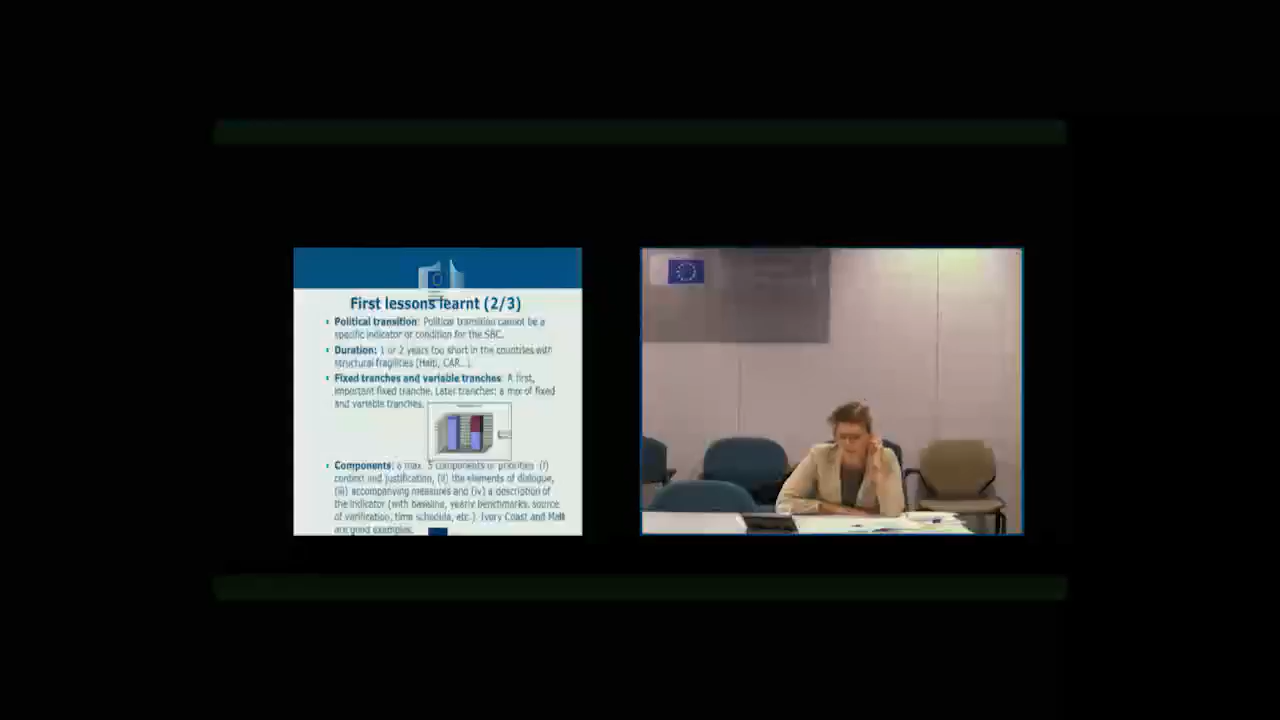 First lessons learnt (2/3)
Political transition: Political transition cannot be a
specific indicator or condition for the SBC.
Duration: 1 or 2 years too short in the countries with
structural fragilities (Haiti, CAR...).
Fixed tranches and variable tranches: A first,
important fixed tranche. Later tranches: a mix of fixed
and variable tranches.
Components: 6 max. 5 components or priorities (i)
context and justification, (ii) the elements of dialogue,
(iii) accompanying measures and (iv) a description of
the indicator (with baseline, yearly benchmarks, source
of verification, time schedule, etc.). Ivory Coast and Mali
are good examples.